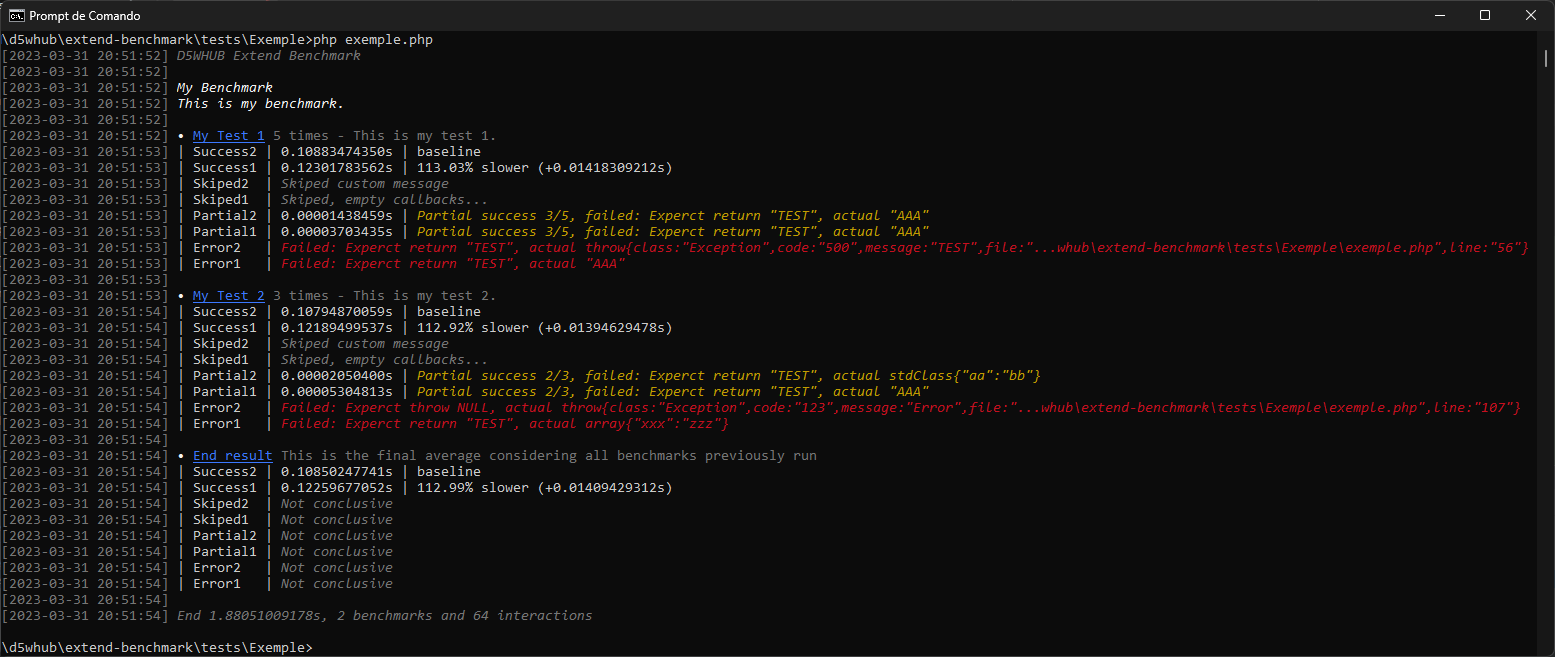 Prompt de Comando
\d5whub\extend-benchmark\tests\Exemple>php exemple.php
[2023-03-31 20:51:52] D5WHUB Extend Benchmark
[2023-03-31 20:51:52]
[2023-03-31 20:51:52] My Benchmark
[2023-03-31 20:51:52] This is my benchmark.
[2023-03-31 20:51:52]
[2023-03-31 20:51:52] • My Test 1 5 times - This is my test 1.
[2023-03-31 20:51:53] | Success2 | 0.10883474350s | baseline
[2023-03-31 20:51:53] | Success1 | 0.12301783562s | 113.03% slower (+0.01418309212s)
[2023-03-31 20:51:53] | Skiped2 | Skiped custom message
[2023-03-31 20:51:53] | Skiped1 | Skiped, empty callbacks...
[2023-03-31 20:51:53] | Partial2 | 0.00001438459s | Partial success 3/5, failed: Experct return "TEST", actual "AAA"
[2023-03-31 20:51:53] | Partial1 | 0.00003703435s | Partial success 3/5, failed: Experct return "TEST", actual "AAA"
[2023-03-31 20:51:53] | Error2 | Failed: Experct return "TEST", actual throw{class:"Exception",code:"500",message:"TEST",file:"...whub\extend-benchmark\tests\Exemple\exemple.php",line:"56"}
[2023-03-31 20:51:53] | Error1 | Failed: Experct return "TEST", actual "AAA"
[2023-03-31 20:51:53]
[2023-03-31 20:51:53] • My Test 2 3 times - This is my test 2.
[2023-03-31 20:51:54] | Success2 | 0.10794870059s | baseline
[2023-03-31 20:51:54] | Success1 | 0.12189499537s | 112.92% slower (+0.01394629478s)
[2023-03-31 20:51:54] | Skiped2 | Skiped custom message
[2023-03-31 20:51:54] | Skiped1 | Skiped, empty callbacks...
[2023-03-31 20:51:54] | Partial2 | 0.00002050400s | Partial success 2/3, failed: Experct return "TEST", actual stdClass{"aa":"bb"}
[2023-03-31 20:51:54] | Partial1 | 0.00005304813s | Partial success 2/3, failed: Experct return "TEST", actual "AAA"
[2023-03-31 20:51:54] | Error2 | Failed: Experct throw NULL, actual throw{class:"Exception",code:"123",message:"Error",file:"...whub\extend-benchmark\tests\Exemple\exemple.php",line:"107"}
[2023-03-31 20:51:54] | Error1 | Failed: Experct return "TEST", actual array{"xxx":"zzz"}
[2023-03-31 20:51:54]
[2023-03-31 20:51:54] • End result This is the final average considering all benchmarks previously run
[2023-03-31 20:51:54] | Success2 | 0.10850247741s | baseline
[2023-03-31 20:51:54] | Success1 | 0.12259677052s | 112.99% slower (+0.01409429312s)
[2023-03-31 20:51:54] | Skiped2 | Not conclusive
[2023-03-31 20:51:54] | Skiped1 | Not conclusive
[2023-03-31 20:51:54] | Partial2 | Not conclusive
[2023-03-31 20:51:54] | Partial1 | Not conclusive
[2023-03-31 20:51:54] | Error2 | Not conclusive
[2023-03-31 20:51:54] | Error1 | Not conclusive
[2023-03-31 20:51:54]
[2023-03-31 20:51:54] End 1.88051009178s, 2 benchmarks and 64 interactions
\d5whub\extend-benchmark\tests\Exemple>